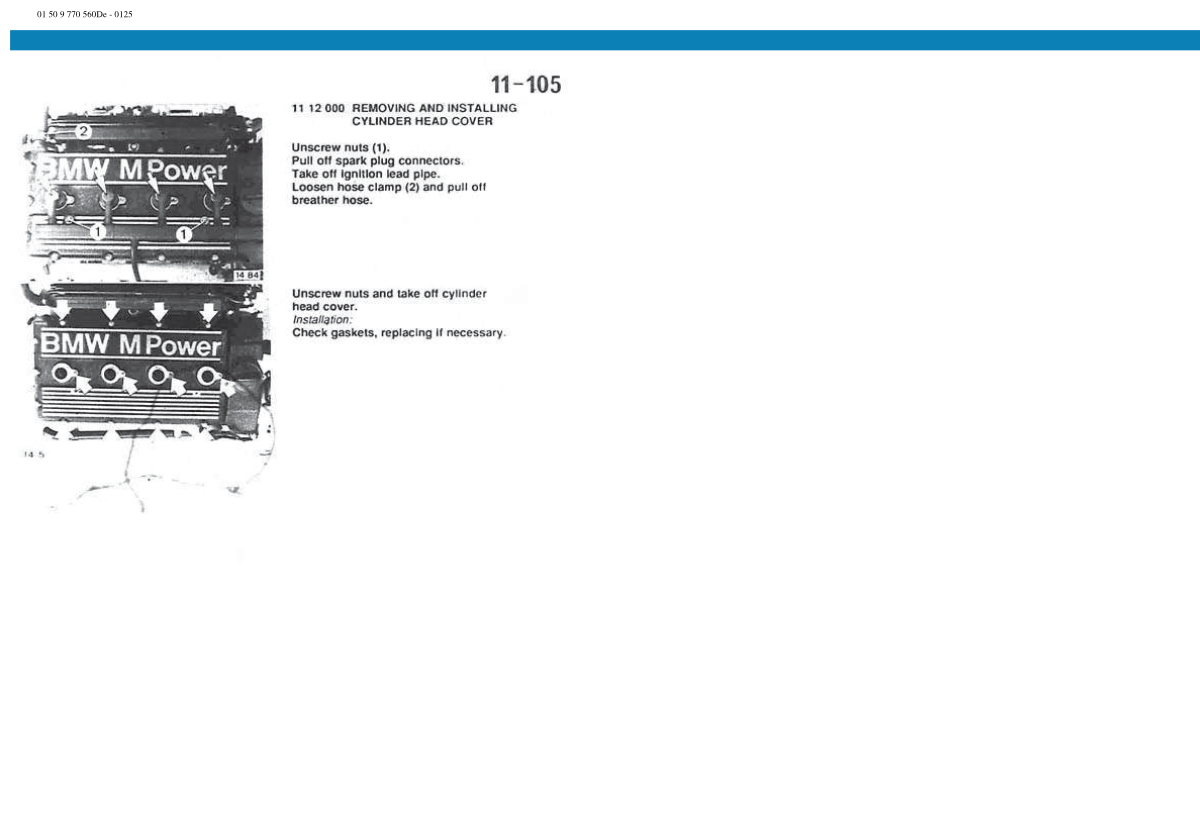 01 50 9 770 560De - 0125
11-105
11 12 000 REMOVING AND INSTALLING
CYLINDER HEAD COVER
Unscrew nuts (1).
Pull off spark plug connectors.
Take off ignition lead pipe.
Loosen hose clamp (2) and pull off
breather hose.
2
BMW M Power
1 1
14 84
Unscrew nuts and take off cylinder
head cover.
Installation:
Check gaskets, replacing if necessary.
BMW M Power
14 5